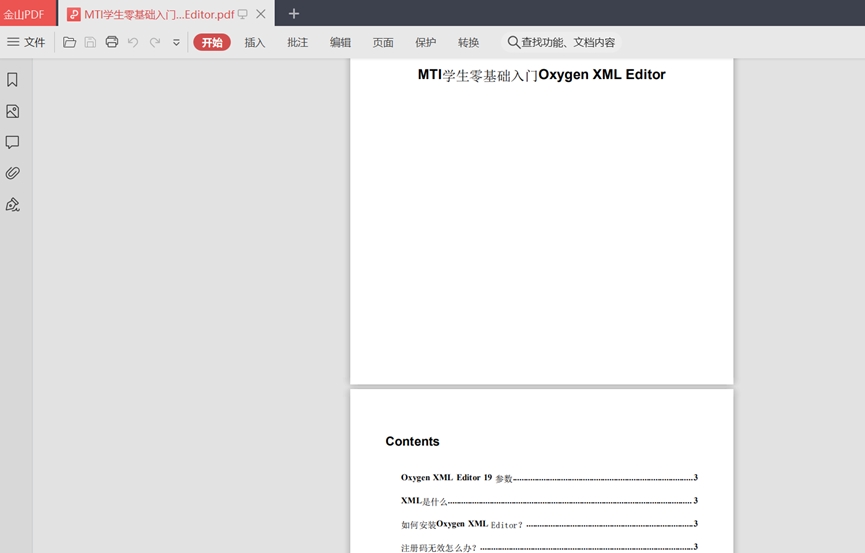 金山PDF MTI学生零基础入门...Editor.pdf
文件 开始 插入 批注 编辑 页面 保护 转换 查找功能、文档内容
MTI学生零基础入门Oxygen XML Editor
Contents
Oxygen XML Editor 19 参数 3
XML是什么 3
如何安装Oxygen XML Editor? 3
注册码无效怎么办? 3